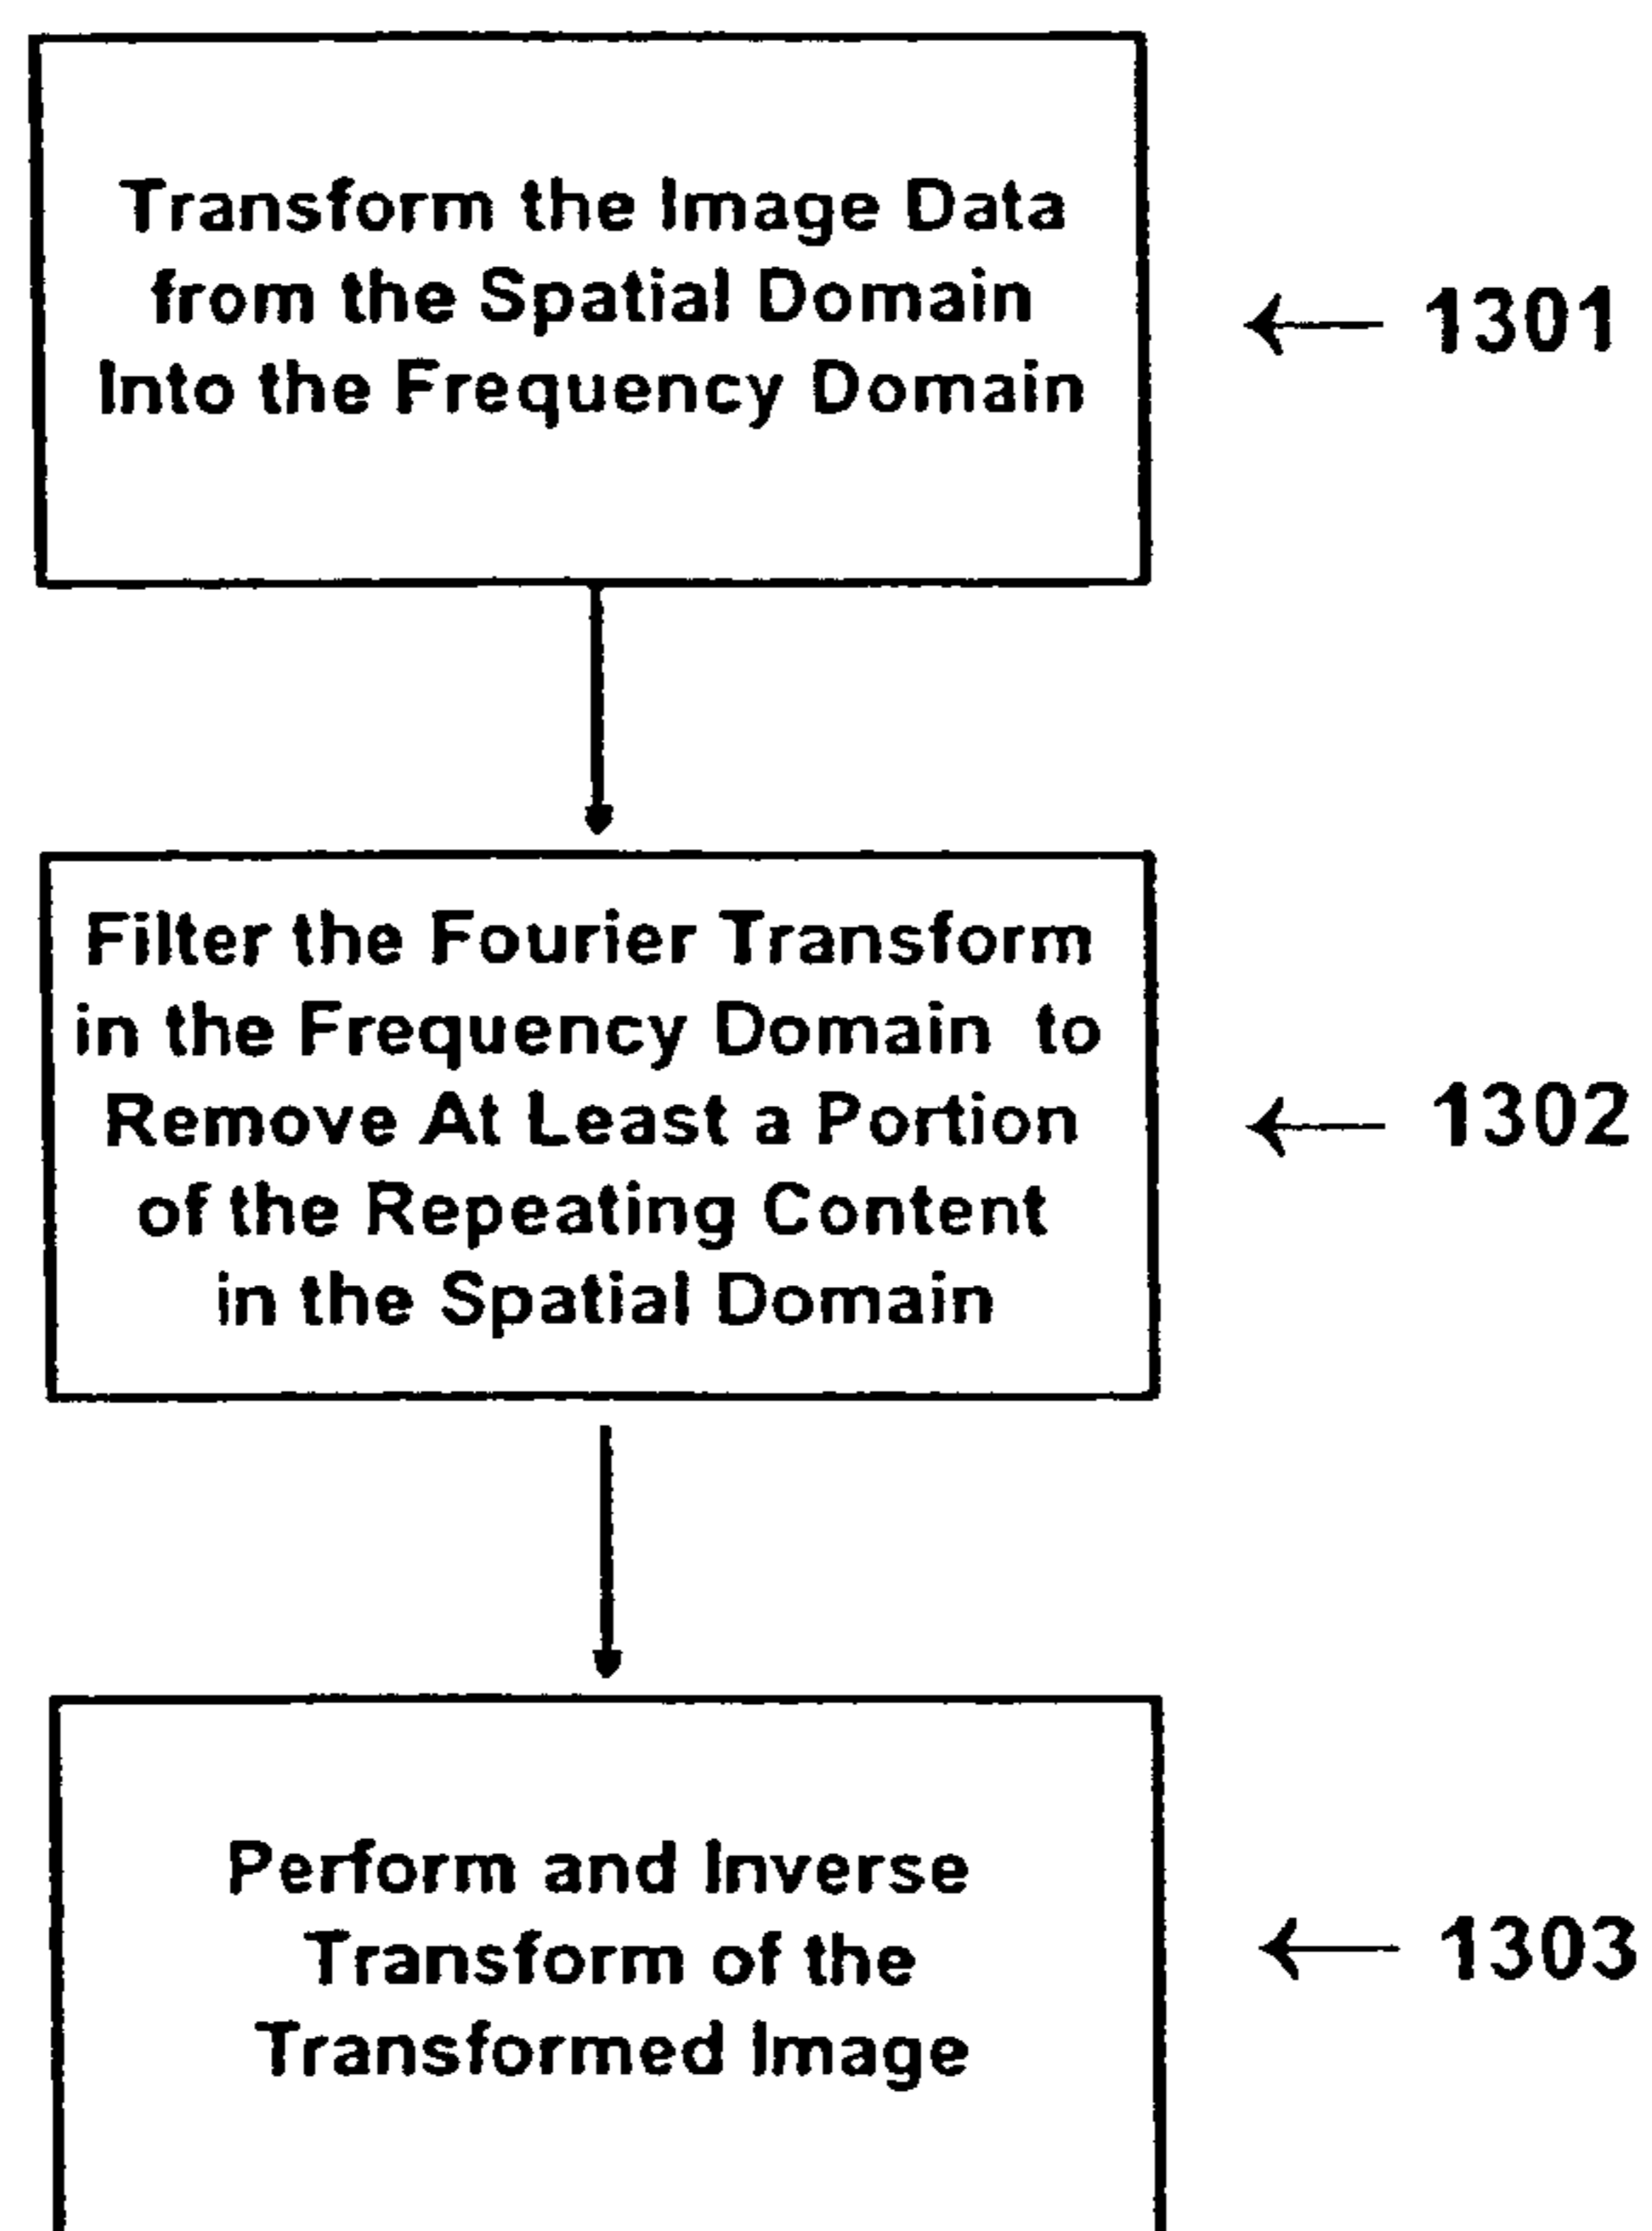 Transform the Image Data
from the Spatial Domain
Into the Frequency Domain
1301
Filter the Fourier Transform
in the Frequency Domain to
Remove At Least a Portion
of the Repeating Content
in the Spatial Domain
1302
Perform and Inverse
Transform of the
Transformed Image
1303